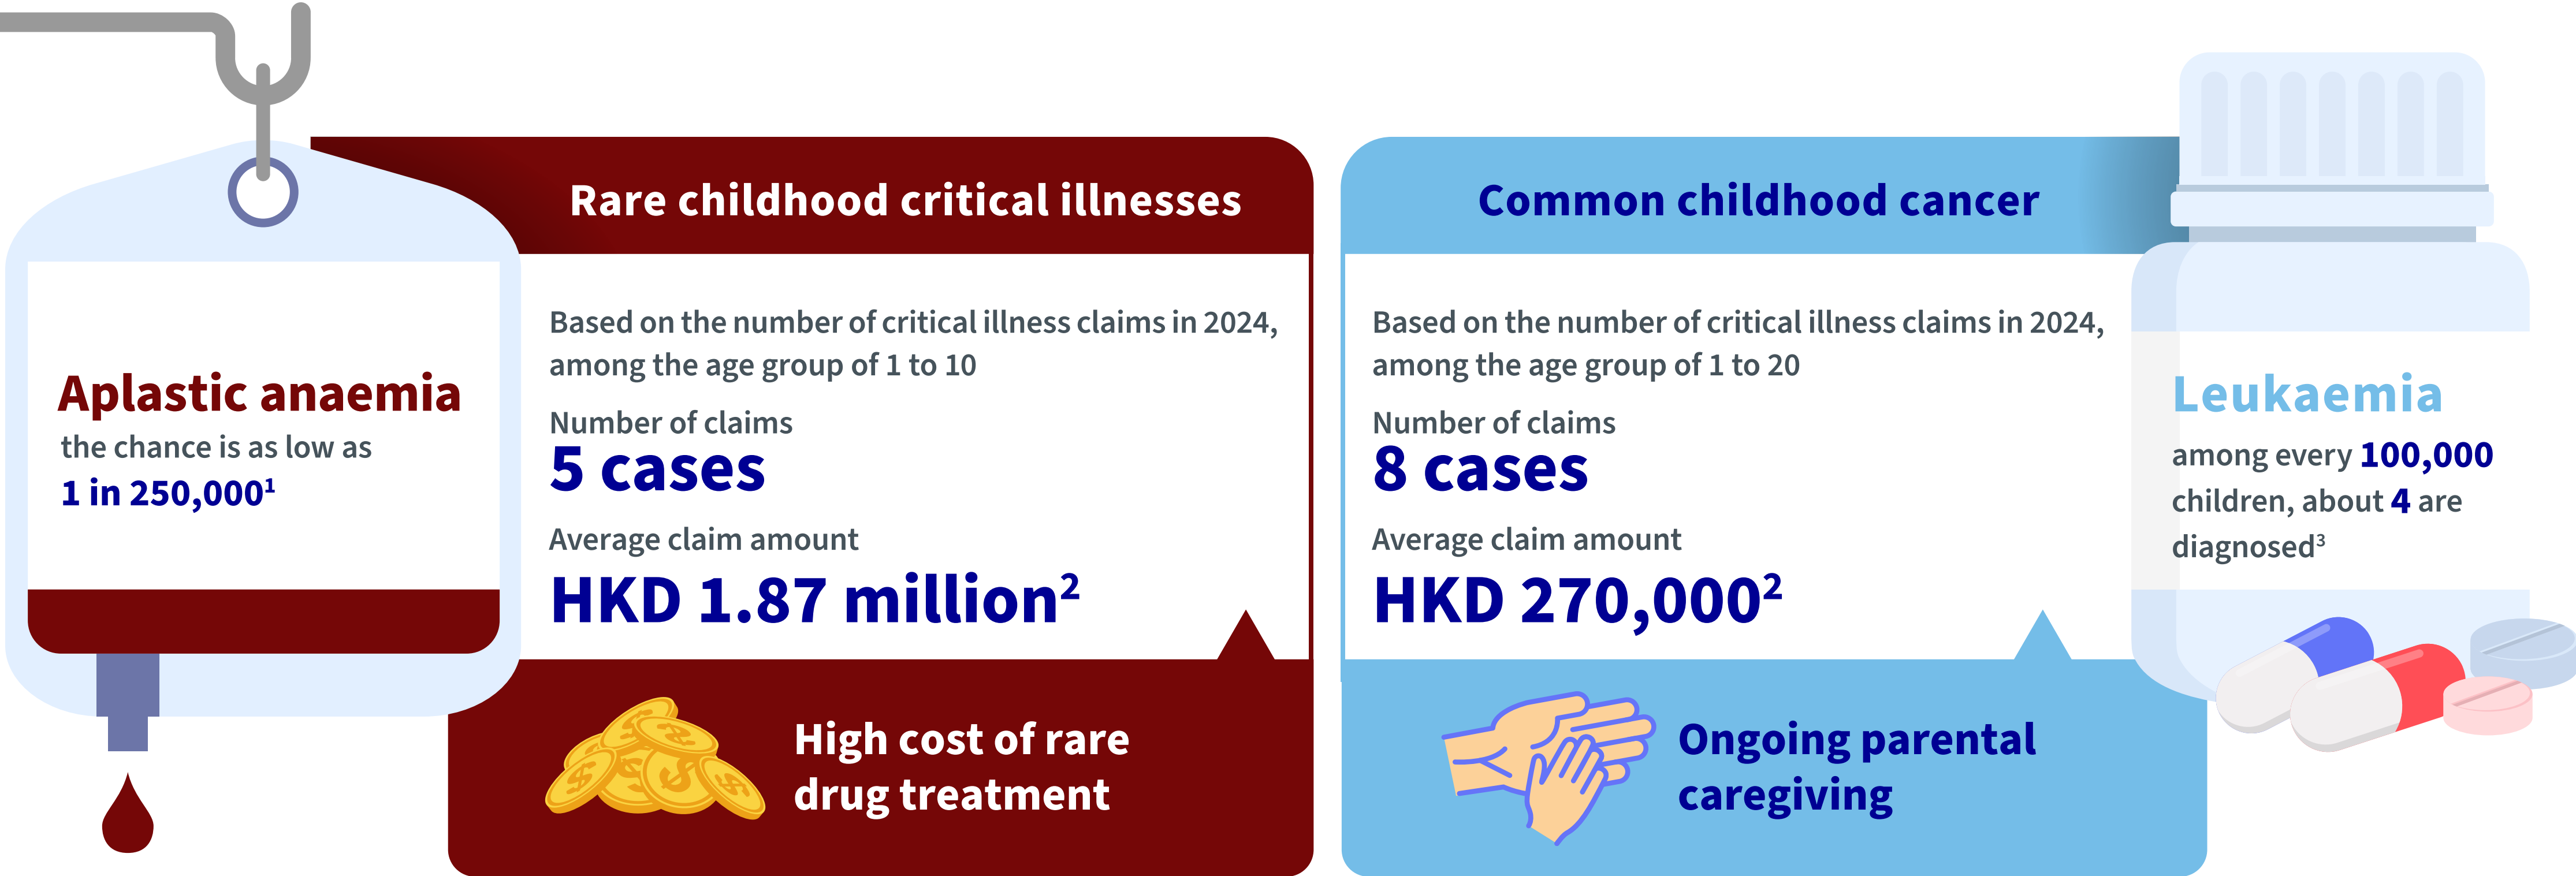 Rare childhood critical illnesses
Aplastic anaemia
the chance is as low as
1 in 250,000¹
Based on the number of critical illness claims in 2024,
among the age group of 1 to 10
Number of claims
5 cases
Average claim amount
HKD 1.87 million²
High cost of rare
drug treatment
Common childhood cancer
Based on the number of critical illness claims in 2024,
among the age group of 1 to 20
Number of claims
8 cases
Average claim amount
HKD 270,000²
Ongoing parental
caregiving
Leukaemia
among every 100,000
children, about 4 are
diagnosed³